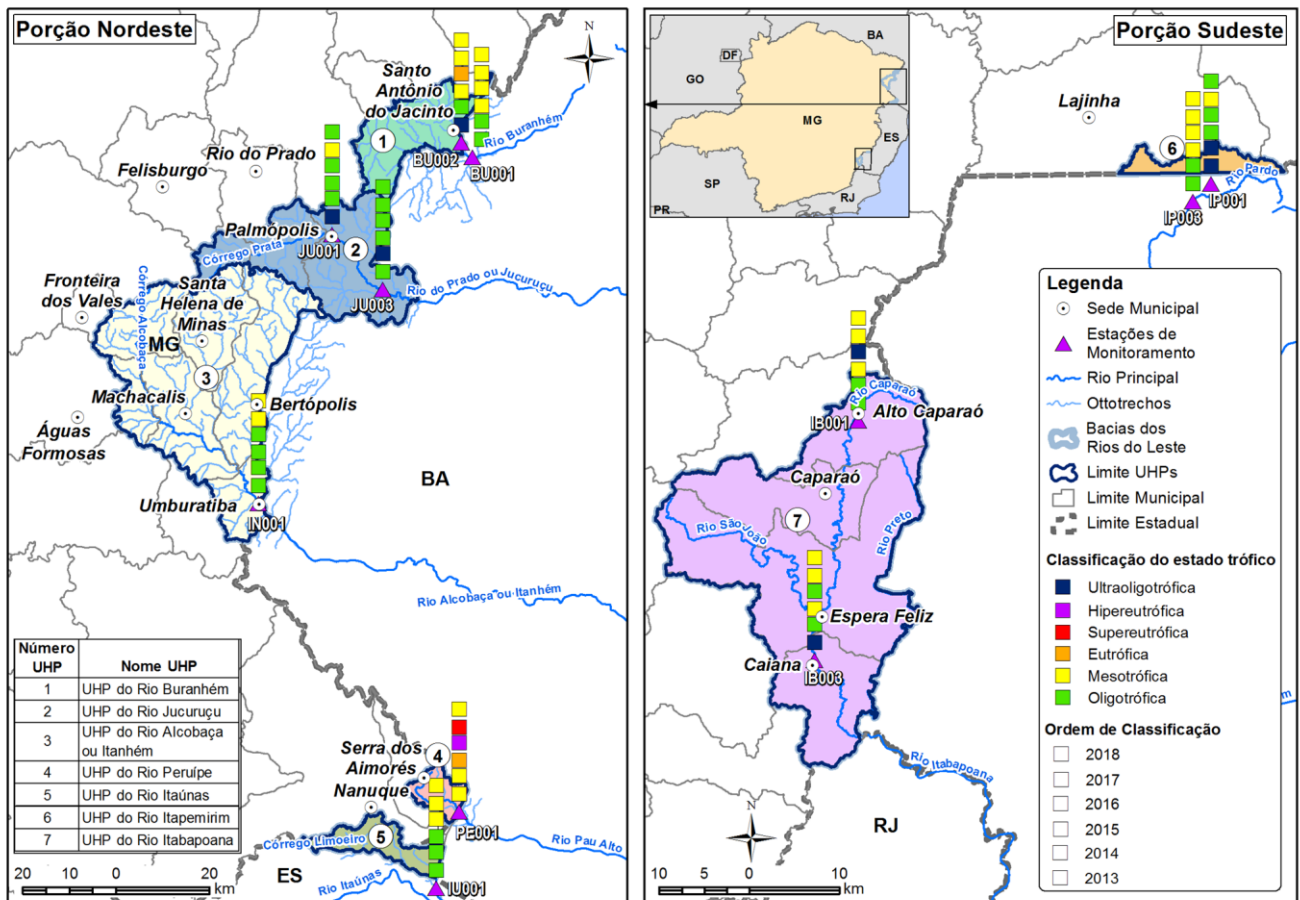 Porção Nordeste
N
Santo
Antônio
do Jacinto
1
Rio Buranhém
BU002
BU001
Rio do Prado
Felisburgo
Palmópolis
JU001
2
Córrego Prata
Rio do Prado ou Jucuruçu
JU003
Fronteira
dos Vales
Córrego Alcobaça
Santa
Helena de
Minas
MG
3
Machacalis
Bertópolis
Águas
Formosas
BA
Umburatiba
IN001
Rio Alcobaça ou Itanhém
Número
UHP
Nome UHP
1 UHP do Rio Buranhém
2 UHP do Rio Jucuruçu
3 UHP do Rio Alcobaça
ou Itanhém
4 UHP do Rio Peruípe
5 UHP do Rio Itaúnas
6 UHP do Rio Itapemirim
7 UHP do Rio Itabapoana
Serra dos
Aimorés
4
Nanuque
PE001
Rio Pau Alto
Córrego Limoeiro
5
ES
Rio Itaúnas
IU001
20 10 0 20
km
BA
DF
GO
MG
ES
SP
RJ
PR
Porção Sudeste
Lajinha
6
Rio Pardo
IP001
IP003
Rio Caparaó
IB001
Alto Caparaó
Caparaó
7
Rio São João
Rio Preto
Espera Feliz
Caiana
IB003
Rio Itabapoana
N
RJ
10 5 0 10
km
Legenda
Sede Municipal
Estações de
Monitoramento
Rio Principal
Ottotrechos
Bacias dos
Rios do Leste
Limite UHPs
Limite Municipal
Limite Estadual
Classificação do estado trófico
Ultraoligotrófica
Hipereutrófica
Supereutrófica
Eutrófica
Mesotrófica
Oligotrófica
Ordem de Classificação
2018
2017
2016
2015
2014
2013